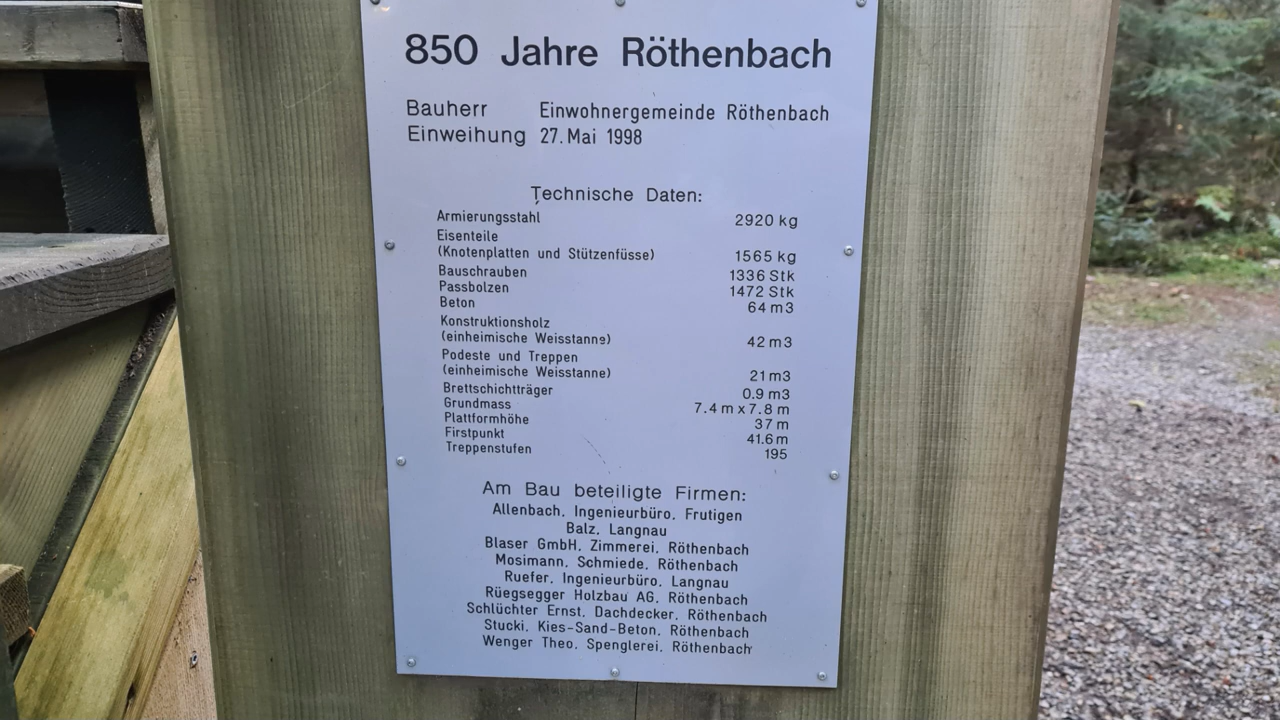 850 Jahre Röthenbach
Bauherr Einwohnergemeinde Röthenbach
Einweihung 27. Mai 1998
Technische Daten:
Armierungsstahl 2920 kg
Eisenteile
(Knotenplatten und Stützenfüsse) 1565 kg
Bauschrauben 1336 Stk
Passbolzen 1472 Stk
Beton 64 m3
Konstruktionsholz
(einheimische Weisstanne) 42 m3
Podeste und Treppen
(einheimische Weisstanne) 21 m3
Brettschichtträger 0.9 m3
Grundmass 7.4 m x 7.8 m
Plattformhöhe 37 m
Firstpunkt 41.6 m
Treppenstufen 195
Am Bau beteiligte Firmen:
Allenbach, Ingenieurbüro, Frutigen
Balz, Langnau
Blaser GmbH, Zimmerei, Röthenbach
Mosimann, Schmiede, Röthenbach
Ruefer, Ingenieurbüro, Langnau
Rüegsegger Holzbau AG, Röthenbach
Schlüchter Ernst, Dachdecker, Röthenbach
Stucki, Kies-Sand-Beton, Röthenbach
Wenger Theo, Spenglerei, Röthenbach